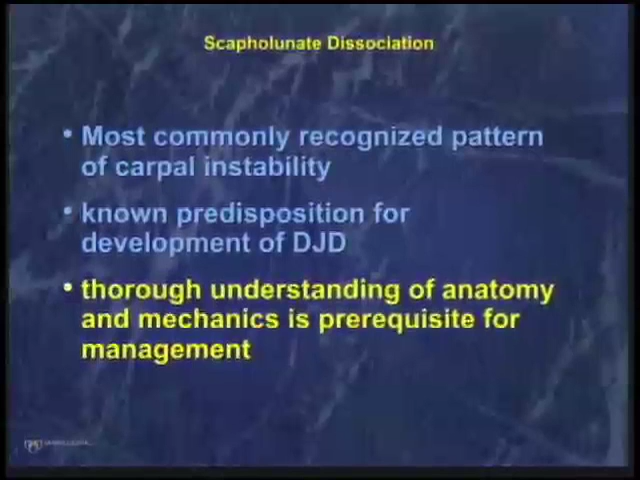 Scapholunate Dissociation
• Most commonly recognized pattern
of carpal instability
• known predisposition for
development of DJD
• thorough understanding of anatomy
and mechanics is prerequisite for
management